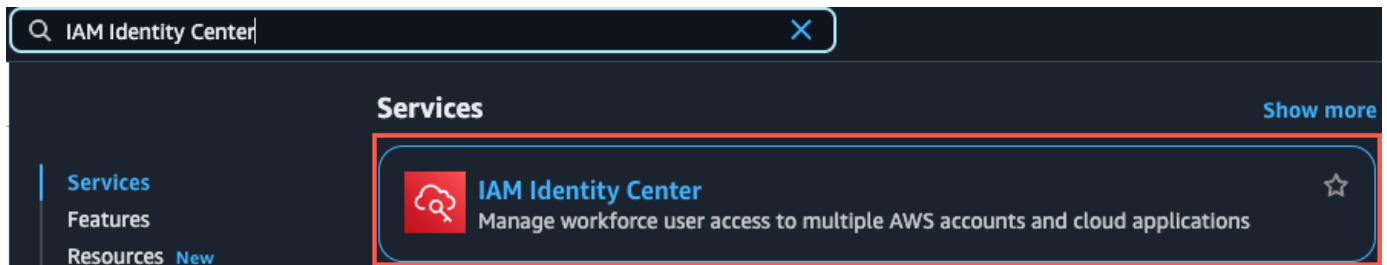 IAM Identity Center
Services
Show more
Services
Features
Resources New
IAM Identity Center
Manage workforce user access to multiple AWS accounts and cloud applications